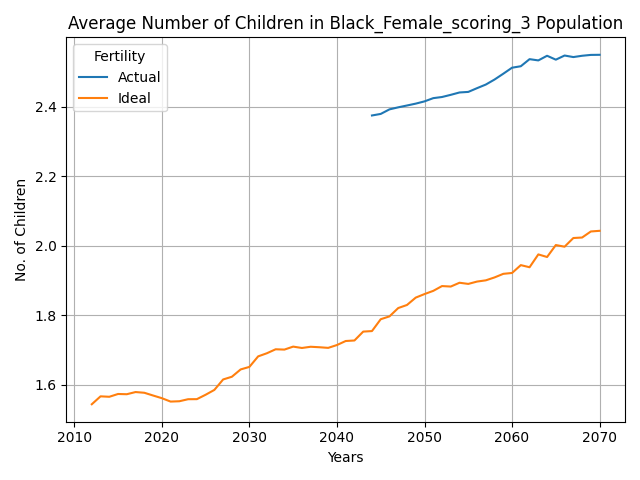 Average Number of Children in Black_Female_scoring_3 Population
Fertility
Actual
Ideal
No. of Children
2.4
2.2
2.0
1.8
1.6
2010 2020 2030 2040 2050 2060 2070
Years